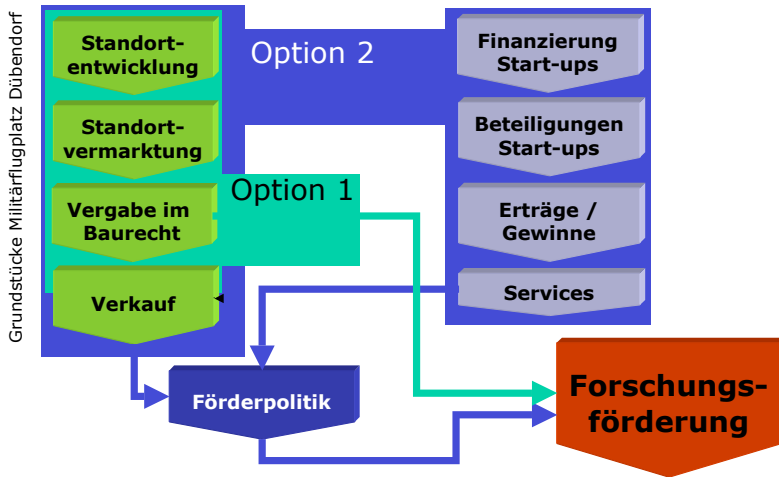 Grundstücke Militärflugplatz Dübendorf
Standort-
entwicklung
Standort-
vermarktung
Vergabe im
Baurecht
Verkauf
Option 2
Option 1
Finanzierung
Start-ups
Beteiligungen
Start-ups
Erträge /
Gewinne
Services
Förderpolitik
Forschungs-
förderung